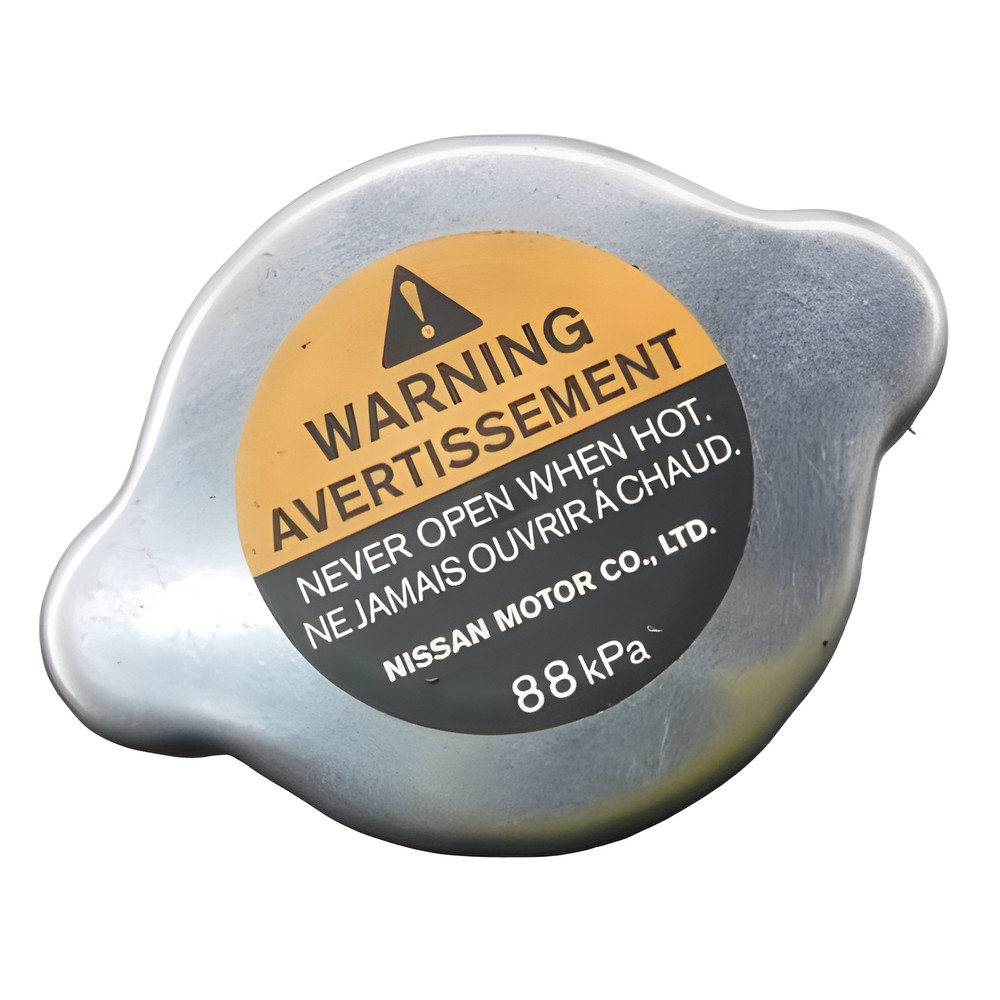 WARNING
AVERTISSEMENT
NEVER OPEN WHEN HOT.
NE JAMAIS OUVRIR Á CHAUD.
NISSAN MOTOR CO., LTD.
88 kPa